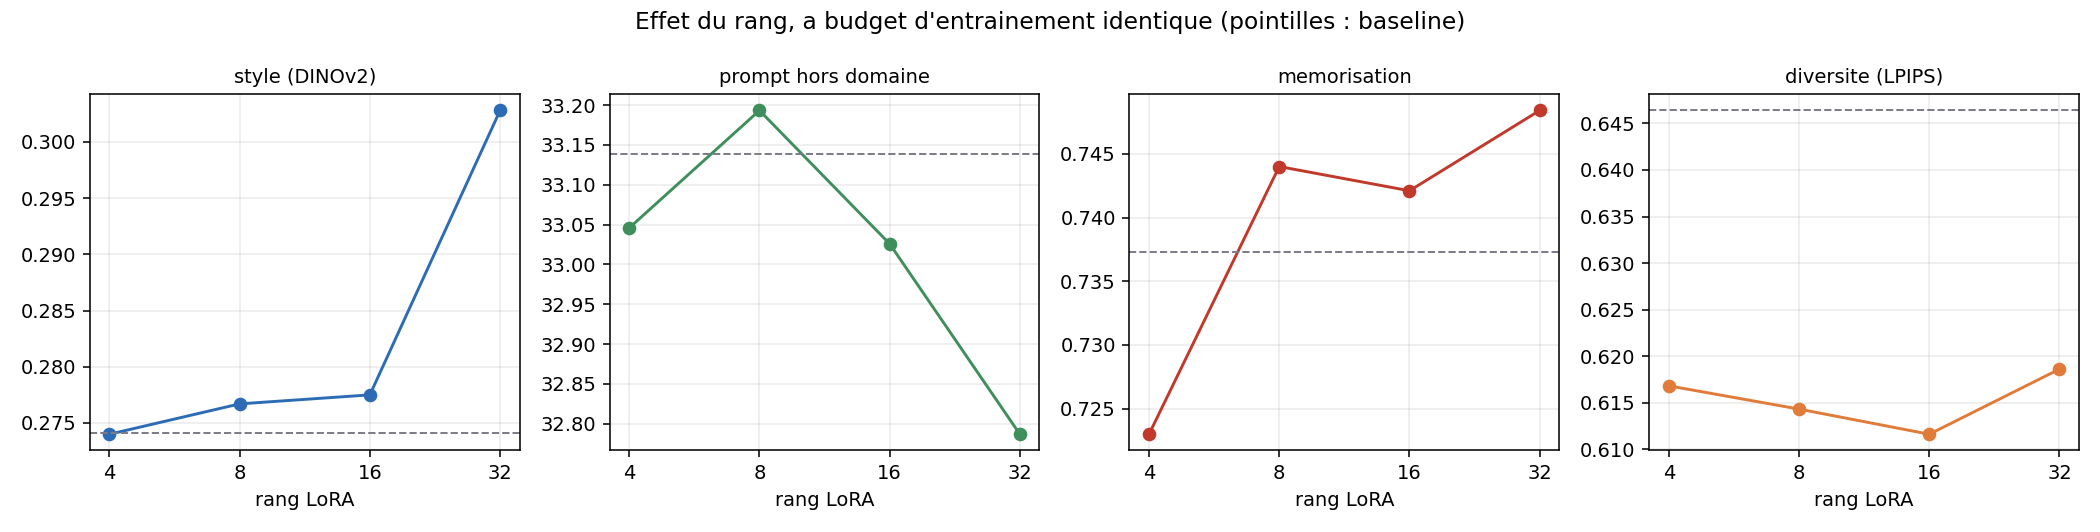 Effet du rang, a budget d'entrainement identique (pointilles : baseline)
style (DINOv2)
0.300
0.295
0.290
0.285
0.280
0.275
4 8 16 32
rang LoRA
prompt hors domaine
33.20
33.15
33.10
33.05
33.00
32.95
32.90
32.85
32.80
4 8 16 32
rang LoRA
memorisation
0.745
0.740
0.735
0.730
0.725
4 8 16 32
rang LoRA
diversite (LPIPS)
0.645
0.640
0.635
0.630
0.625
0.620
0.615
0.610
4 8 16 32
rang LoRA